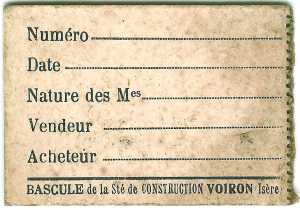 Numéro
Date
Nature des Mes
Vendeur
Acheteur
BASCULE de la Sté de CONSTRUCTION VOIRON Isère